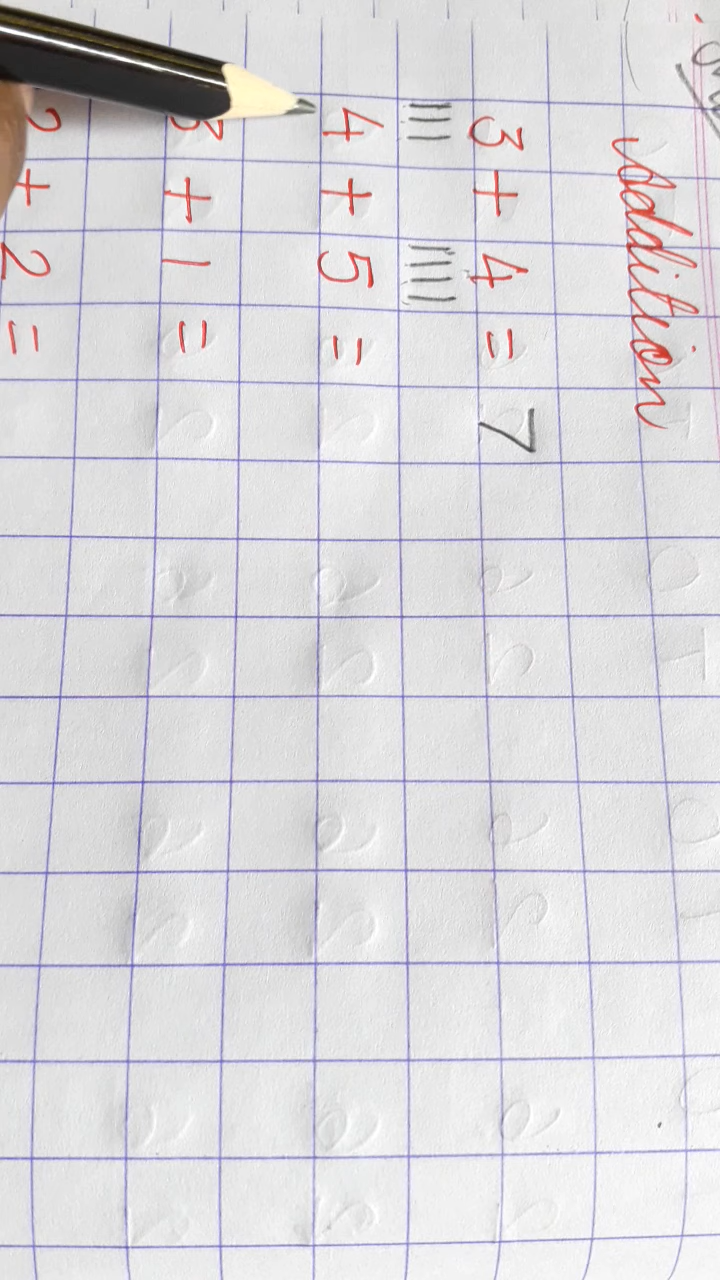 Addition
3 + 4 = 7
4 + 5 =
3 + 1 =
2 + 2 =